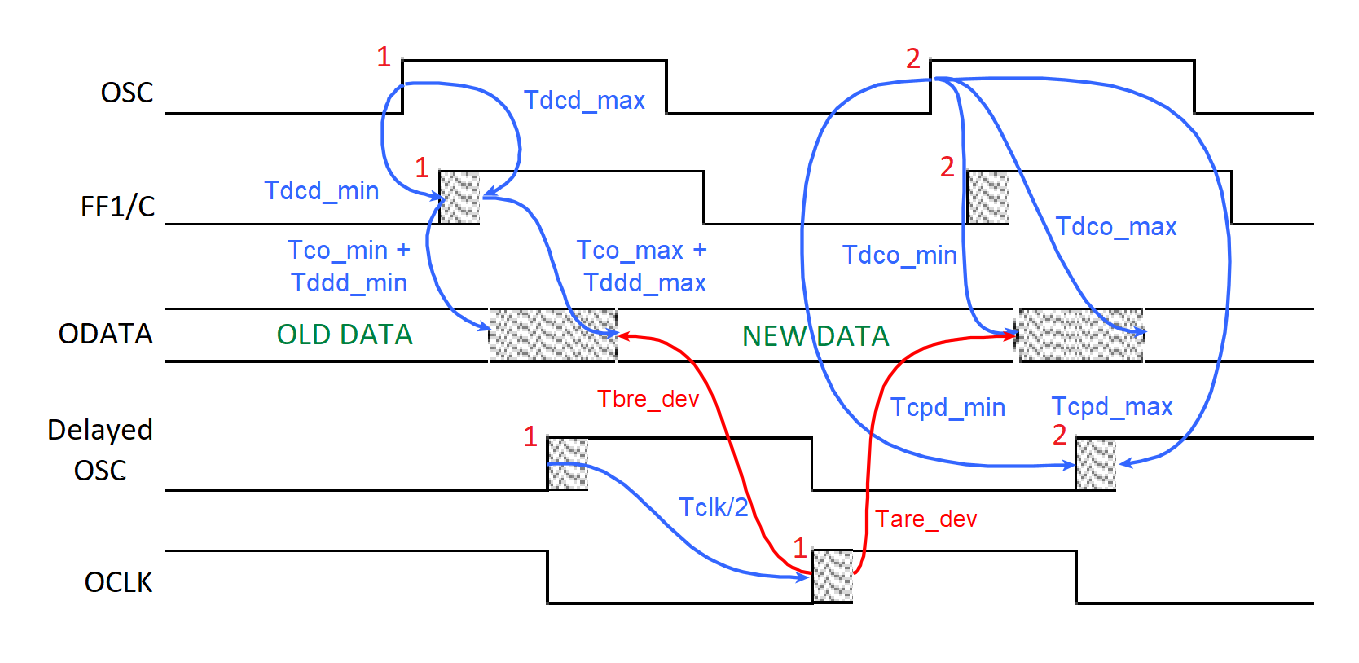 1
2
OSC
Tdcd_max
1
2
Tdcd_min
FF1/C
Tco_min +
Tddd_min
Tco_max +
Tddd_max
Tdco_min
Tdco_max
ODATA
OLD DATA
NEW DATA
Tbre_dev
Tcpd_min
Tcpd_max
Delayed
OSC
1
2
Tclk/2
Tare_dev
1
OCLK